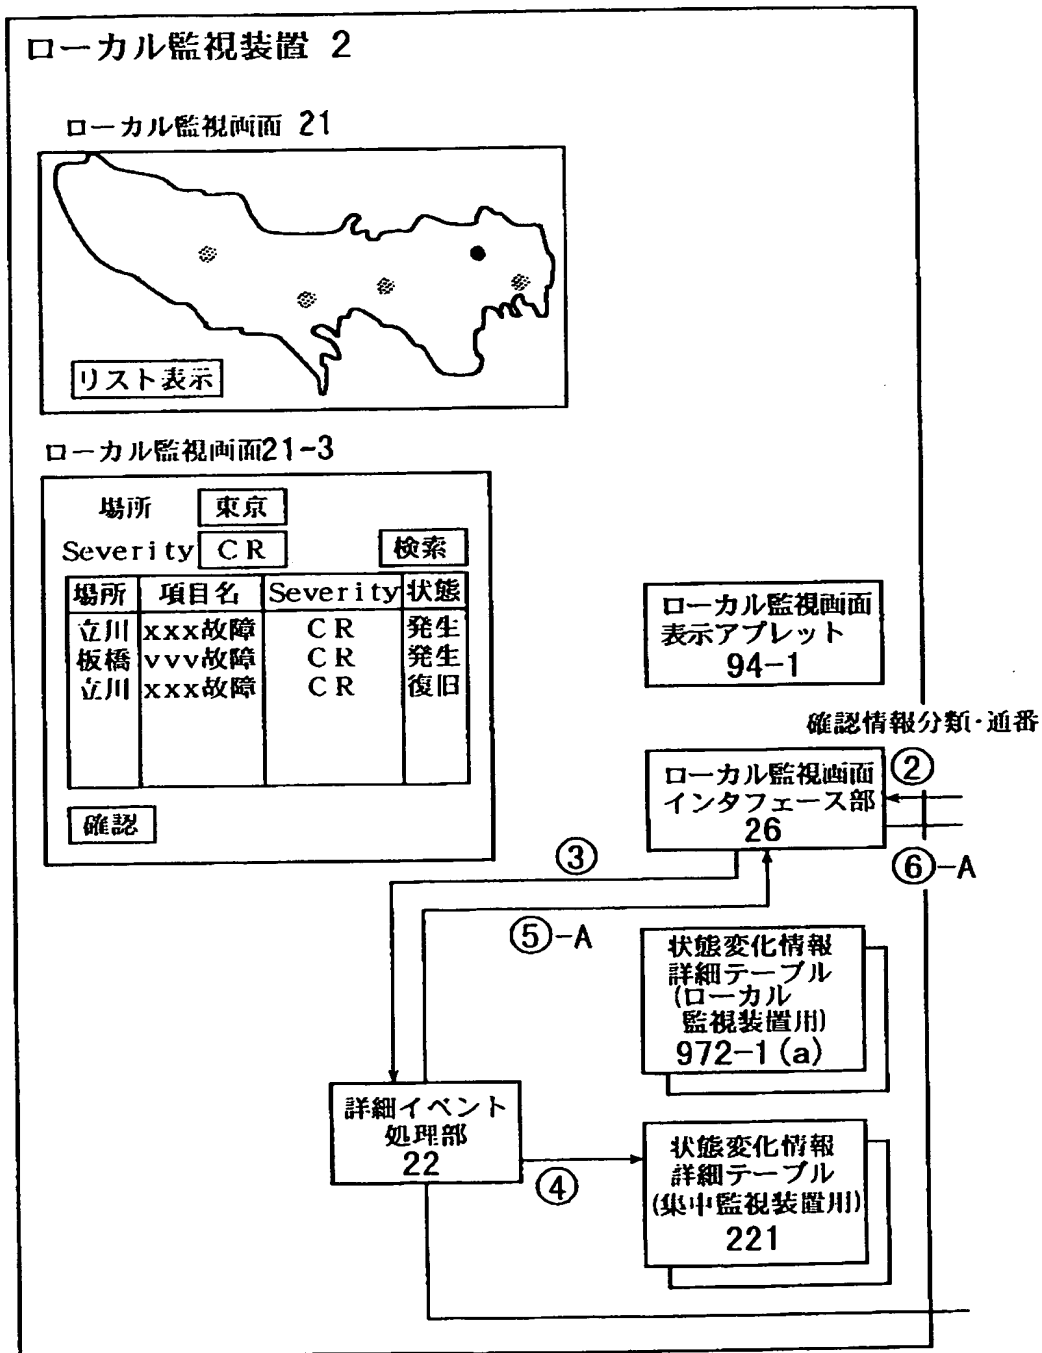 ローカル監視装置 2
ローカル監視画面 21
リスト表示
ローカル監視画面21-3
場所 東京
Severity CR 検索
場所 項目名 Severity 状態
立川 xxx故障 CR 発生
板橋 vvv故障 CR 発生
立川 xxx故障 CR 復旧
確認
ローカル監視画面
表示アプレット
94-1
確認情報分類·通番
②
ローカル監視画面
インタフェース部
26
③
⑥-A
⑤-A
状態変化情報
詳細テーブル
(ローカル
監視装置用)
972-1(a)
詳細イベント
処理部
22
④
状態変化情報
詳細テーブル
(集中監視装置用)
221